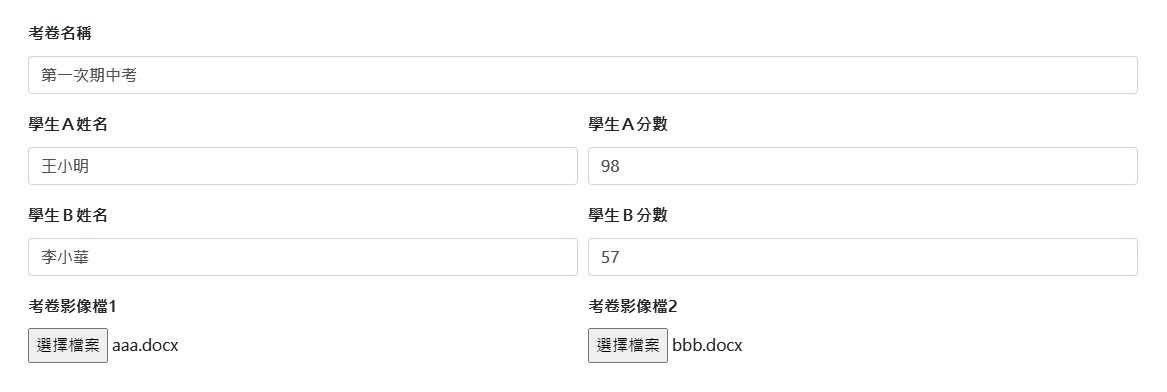 考卷名稱
第一次期中考
學生A姓名 學生A分數
王小明 98
學生B姓名 學生B分數
李小華 57
考卷影像檔1 考卷影像檔2
選擇檔案 aaa.docx 選擇檔案 bbb.docx